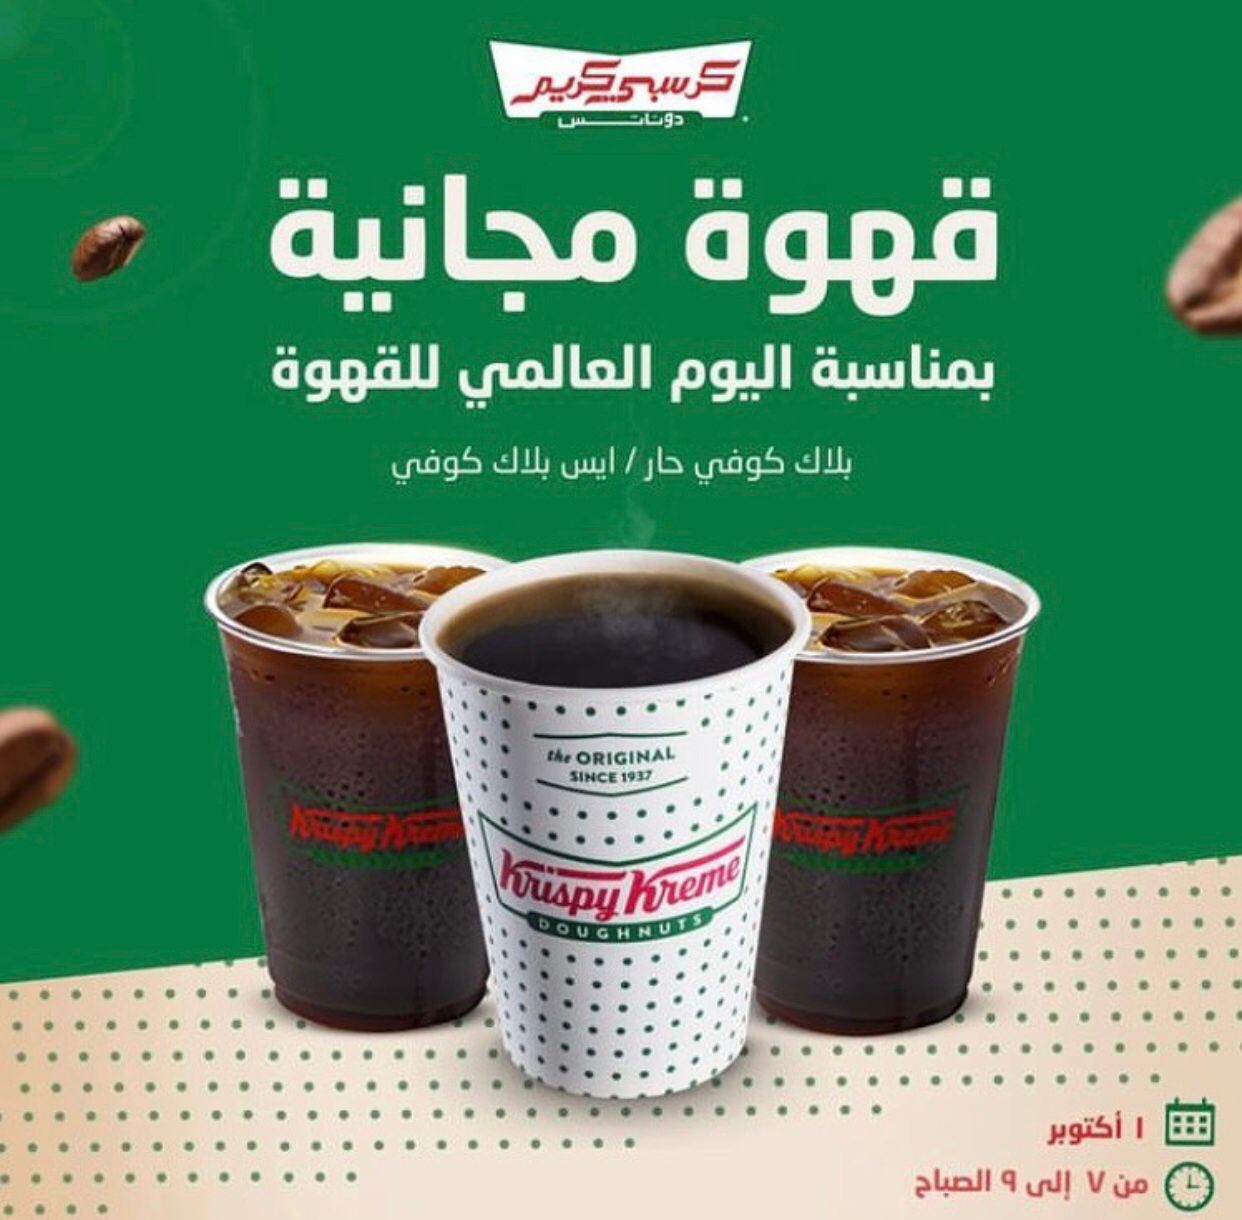 كرسبي كريم
دوناتس
قهوة مجانية
بمناسبة اليوم العالمي للقهوة
بلاك كوفي حار / ايس بلاك كوفي
the ORIGINAL
SINCE 1937
Krispy Kreme
Krispy Kreme
DOUGHNUTS
Krispy Kreme
١ أكتوبر
من ٧ إلى ٩ الصباح